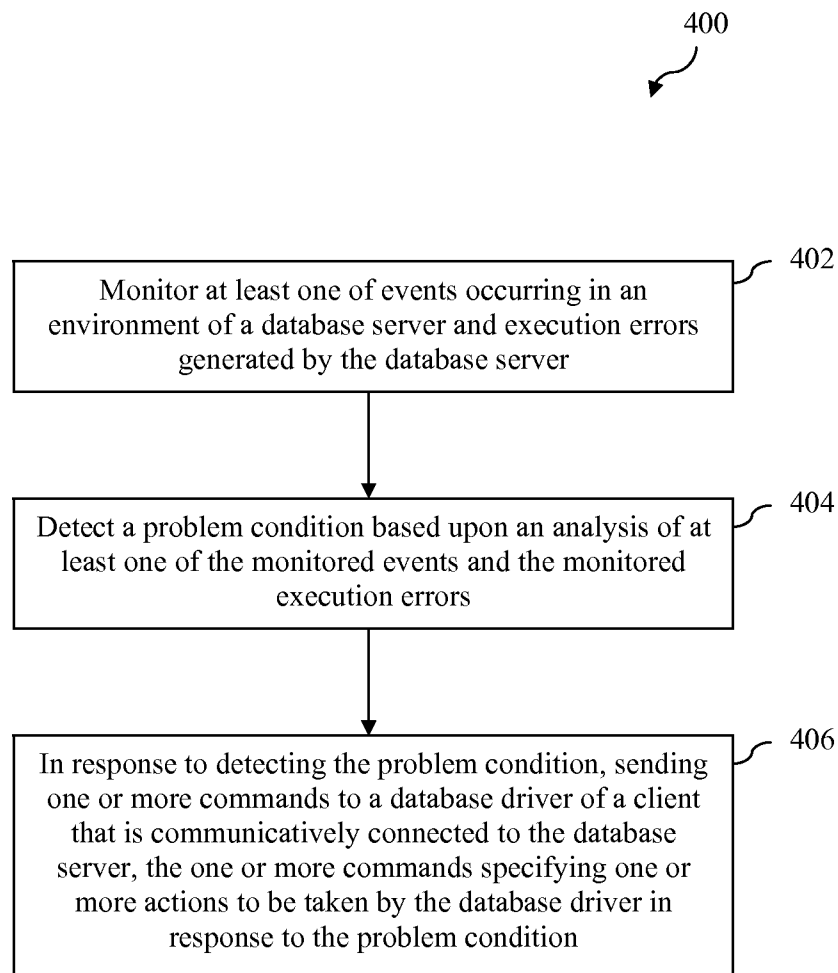 400
402
Monitor at least one of events occurring in an
environment of a database server and execution errors
generated by the database server
404
Detect a problem condition based upon an analysis of at
least one of the monitored events and the monitored
execution errors
406
In response to detecting the problem condition, sending
one or more commands to a database driver of a client
that is communicatively connected to the database
server, the one or more commands specifying one or
more actions to be taken by the database driver in
response to the problem condition